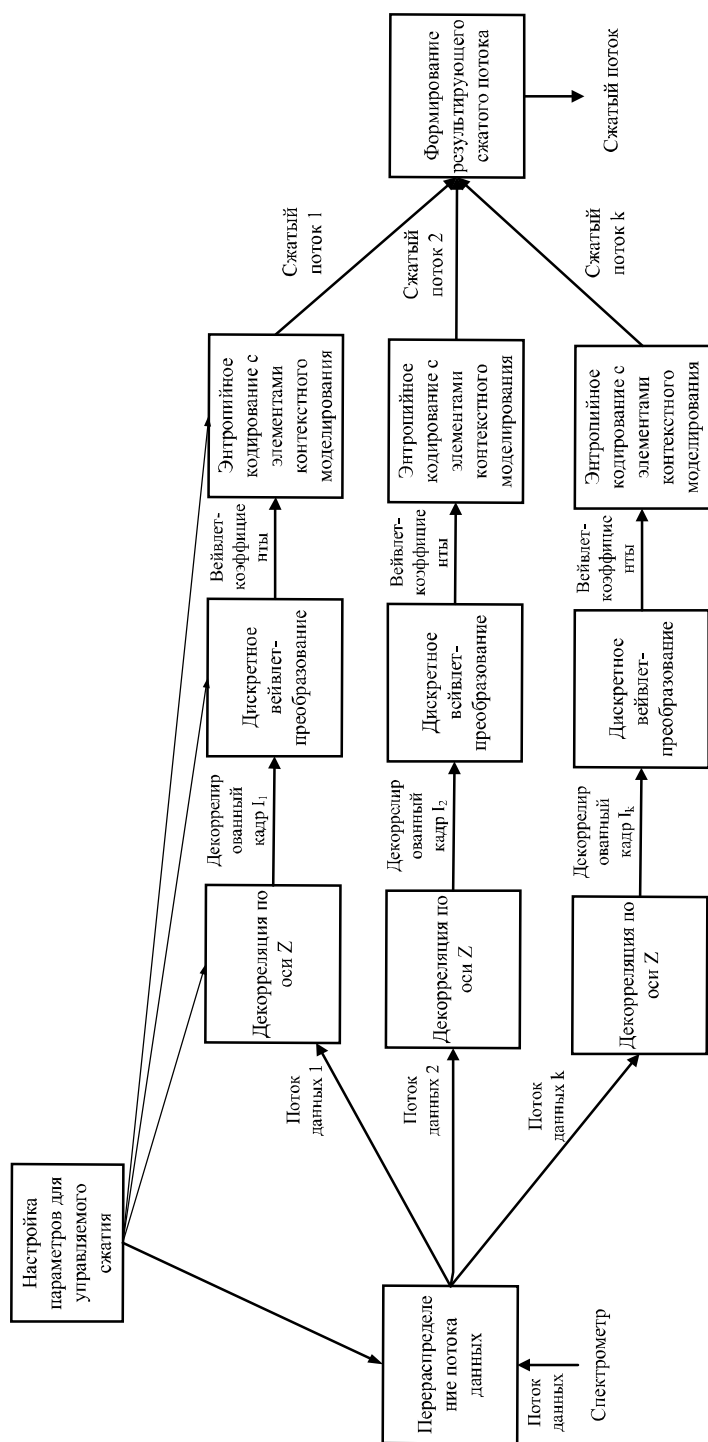 Настройка
параметров для
управляемого
сжатия
Спектрометр
Поток
данных
Перераспределе
ние потока
данных
Поток
данных 1
Декорреляция по
оси Z
Декоррелир
ованный
кадр I₁
Дискретное
вейвлет-
преобразование
Вейвлет-
коэффицие
нты
Энтропийное
кодирование с
элементами
контекстного
моделирования
Сжатый
поток 1
Поток
данных 2
Декорреляция по
оси Z
Декоррелир
ованный
кадр I₂
Дискретное
вейвлет-
преобразование
Вейвлет-
коэффицие
нты
Энтропийное
кодирование с
элементами
контекстного
моделирования
Сжатый
поток 2
Поток
данных k
Декорреляция по
оси Z
Декоррелир
ованный
кадр Iₖ
Дискретное
вейвлет-
преобразование
Вейвлет-
коэффицие
нты
Энтропийное
кодирование с
элементами
контекстного
моделирования
Сжатый
поток k
Формирование
результирующего
сжатого потока
Сжатый поток